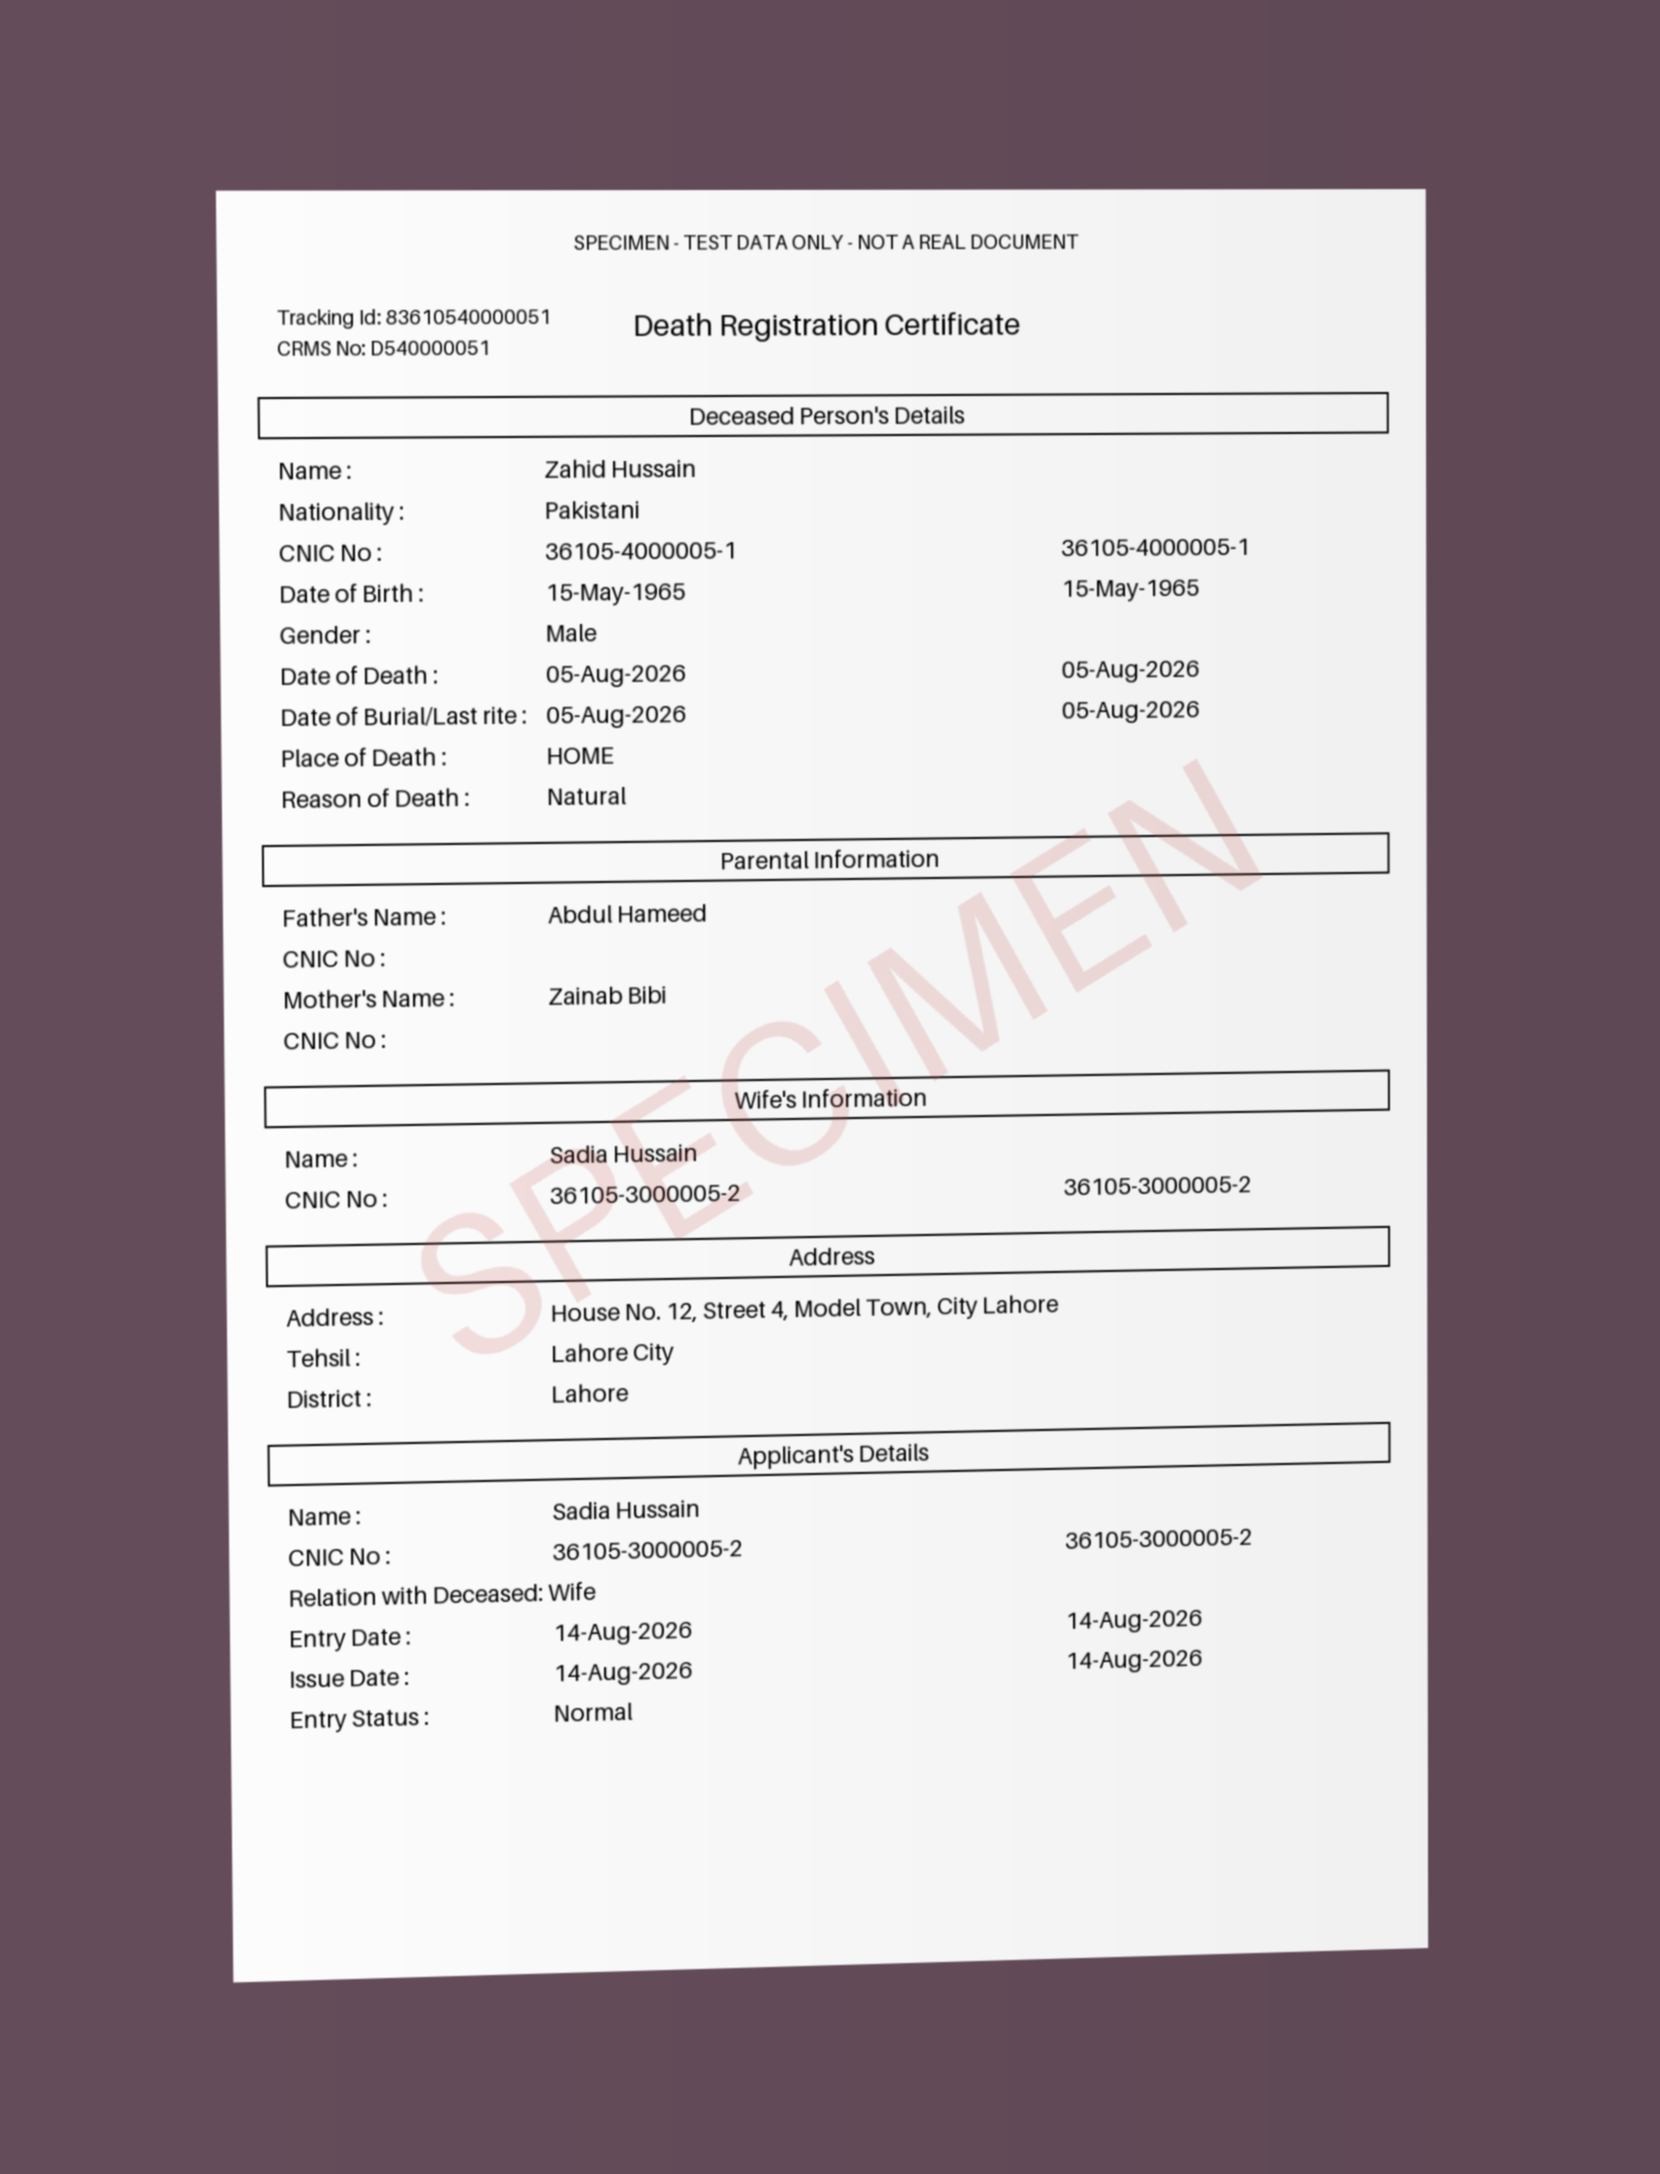 SPECIMEN - TEST DATA ONLY - NOT A REAL DOCUMENT
Tracking Id: 83610540000051
Death Registration Certificate
CRMS No: D540000051
Deceased Person's Details
Name : Zahid Hussain
Nationality : Pakistani
CNIC No : 36105-4000005-1 36105-4000005-1
Date of Birth : 15-May-1965 15-May-1965
Gender : Male
Date of Death : 05-Aug-2026 05-Aug-2026
Date of Burial/Last rite : 05-Aug-2026 05-Aug-2026
Place of Death : HOME
Reason of Death : Natural
Parental Information
Father's Name : Abdul Hameed
CNIC No :
Mother's Name : Zainab Bibi
CNIC No :
Wife's Information
Name : Sadia Hussain
CNIC No : 36105-3000005-2 36105-3000005-2
Address
Address : House No. 12, Street 4, Model Town, City Lahore
Tehsil : Lahore City
District : Lahore
Applicant's Details
Name : Sadia Hussain
CNIC No : 36105-3000005-2 36105-3000005-2
Relation with Deceased: Wife
Entry Date : 14-Aug-2026 14-Aug-2026
Issue Date : 14-Aug-2026 14-Aug-2026
Entry Status : Normal
SPECIMEN